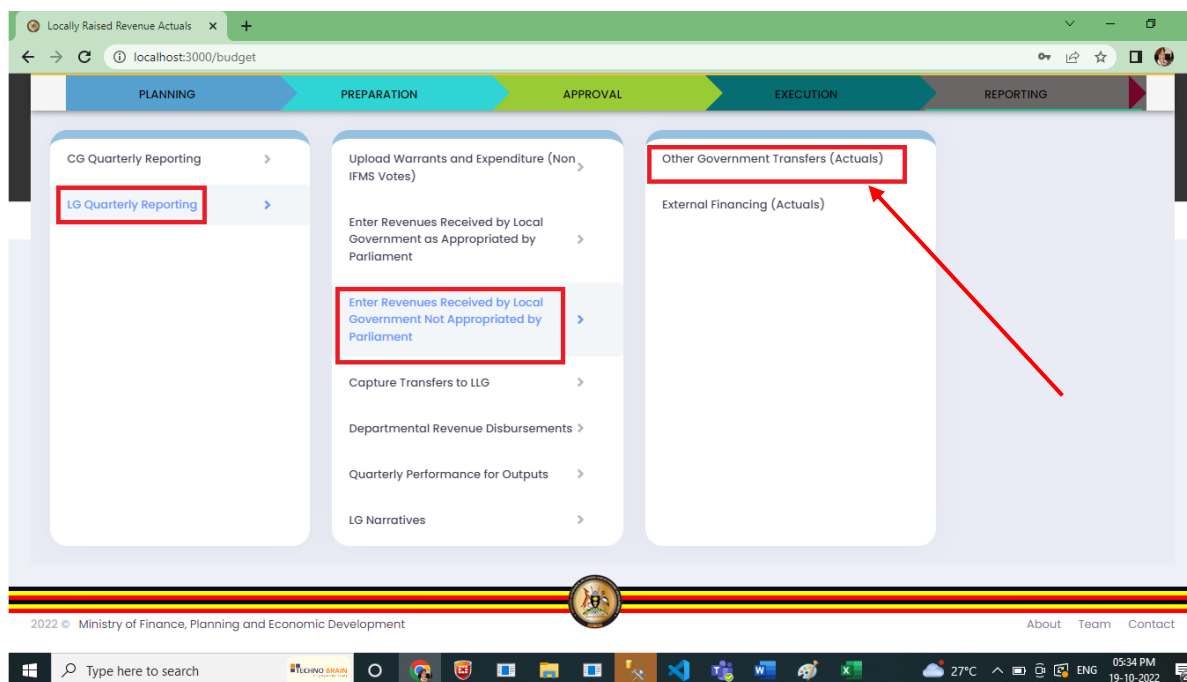 Locally Raised Revenue Actuals
localhost:3000/budget
PLANNING PREPARATION APPROVAL EXECUTION REPORTING
CG Quarterly Reporting
LG Quarterly Reporting
Upload Warrants and Expenditure (Non
IFMS Votes)
Enter Revenues Received by Local
Government as Appropriated by
Parliament
Enter Revenues Received by Local
Government Not Appropriated by
Parliament
Capture Transfers to LLG
Departmental Revenue Disbursements
Quarterly Performance for Outputs
LG Narratives
Other Government Transfers (Actuals)
External Financing (Actuals)
2022 © Ministry of Finance, Planning and Economic Development
About Team Contact
Type here to search
TECHNO BRAIN
27°C ENG 05:34 PM
19-10-2022